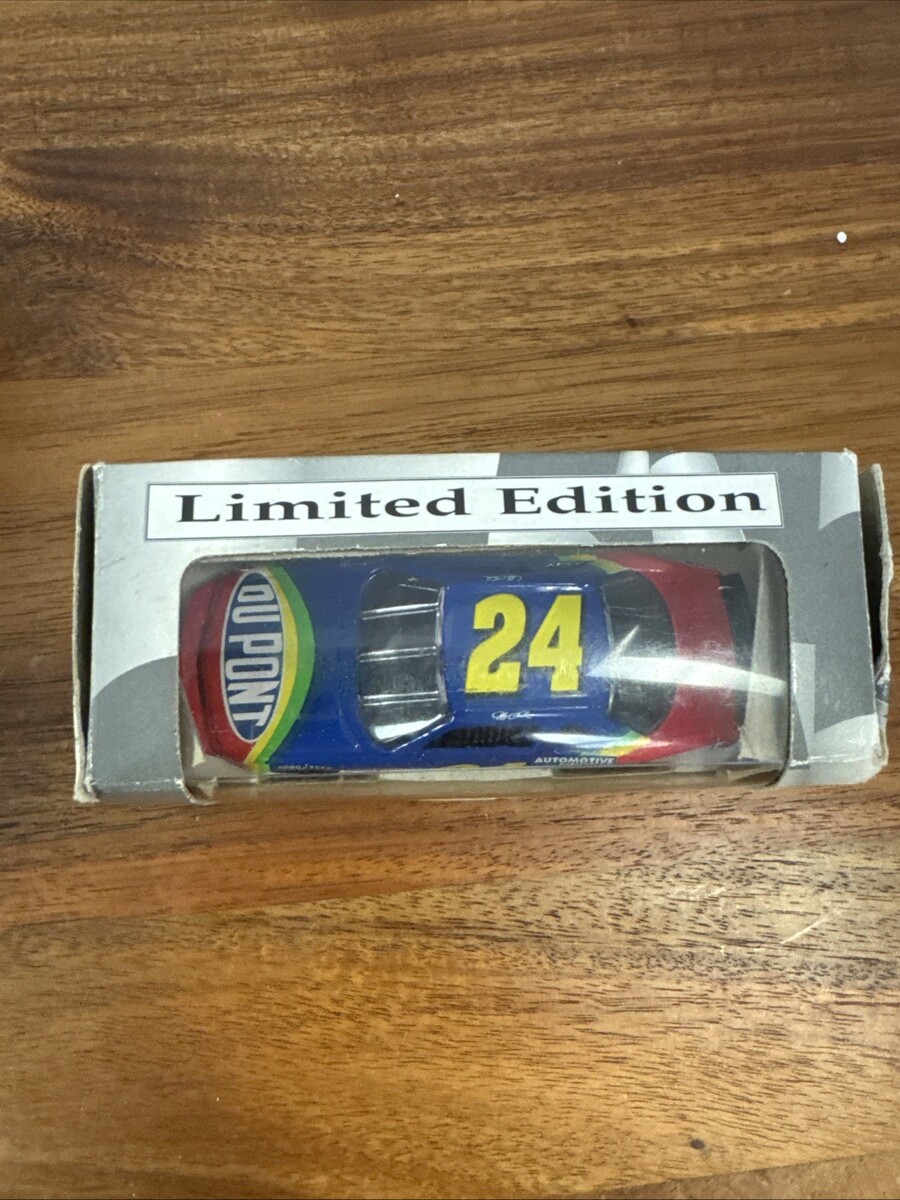 Limited Edition
DU PONT
24
AUTOMOTIVE